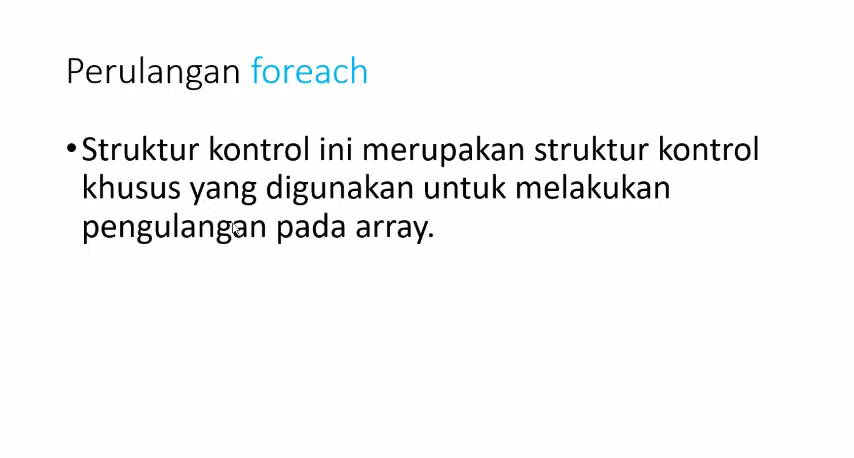 Perulangan foreach
•Struktur kontrol ini merupakan struktur kontrol
khusus yang digunakan untuk melakukan
pengulangan pada array.